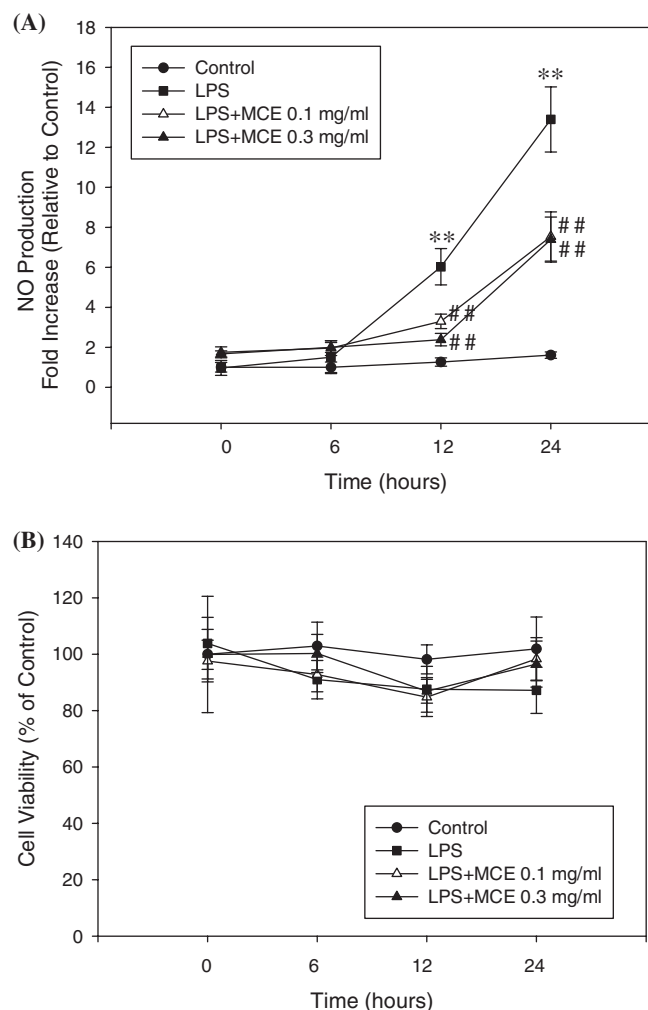 (A)
18
16
14
12
10
8
6
4
2
0
NO Production
Fold Increase (Relative to Control)
Control
LPS
LPS+MCE 0.1 mg/ml
LPS+MCE 0.3 mg/ml
**
**
##
##
##
##
0 6 12 24
Time (hours)
(B)
140
120
100
80
60
40
20
0
Cell Viability (% of Control)
Control
LPS
LPS+MCE 0.1 mg/ml
LPS+MCE 0.3 mg/ml
0 6 12 24
Time (hours)